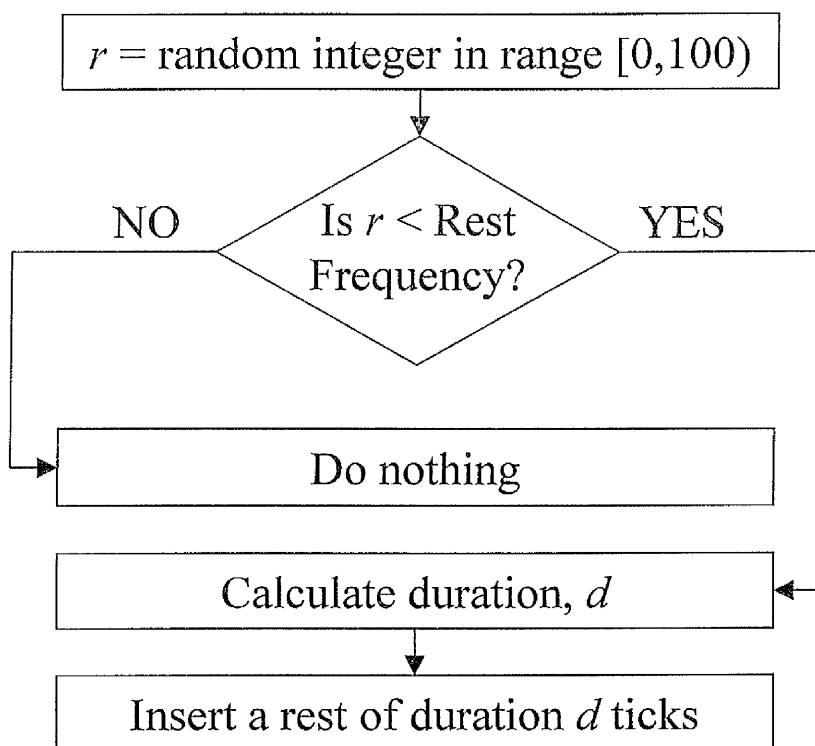 r = random integer in range [0,100)
NO
Is r < Rest
Frequency?
YES
Do nothing
Calculate duration, d
Insert a rest of duration d ticks